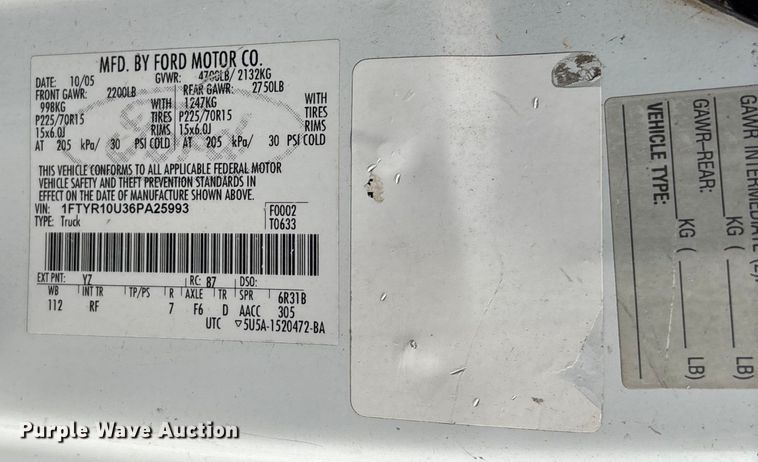 MFD. BY FORD MOTOR CO.
DATE: 10/05 GVWR: 4700LB/ 2132KG
FRONT GAWR: 2200LB REAR GAWR: 2750LB
998KG WITH 1247KG WITH
P225/70R15 TIRES P225/70R15 TIRES
15x6.0J RIMS 15x6.0J RIMS
AT 205 kPa/ 30 PSI COLD AT 205 kPa/ 30 PSI COLD
THIS VEHICLE CONFORMS TO ALL APPLICABLE FEDERAL MOTOR
VEHICLE SAFETY AND THEFT PREVENTION STANDARDS IN
EFFECT ON THE DATE OF MANUFACTURE SHOWN ABOVE.
VIN: 1FTYR10U36PA25993 F0002
TYPE: Truck T0633
EXT PNT: YZ RC: 87 DSO:
WB INT TR TP/PS R AXLE TR SPR 6R31B
112 RF 7 F6 D AACC 305
UTC ▽5U5A-1520472-BA
GAWR INTERMEDIATE (2):
KG ( LB)
GAWR-REAR:
KG ( LB)
VEHICLE TYPE:
Purple Wave Auction